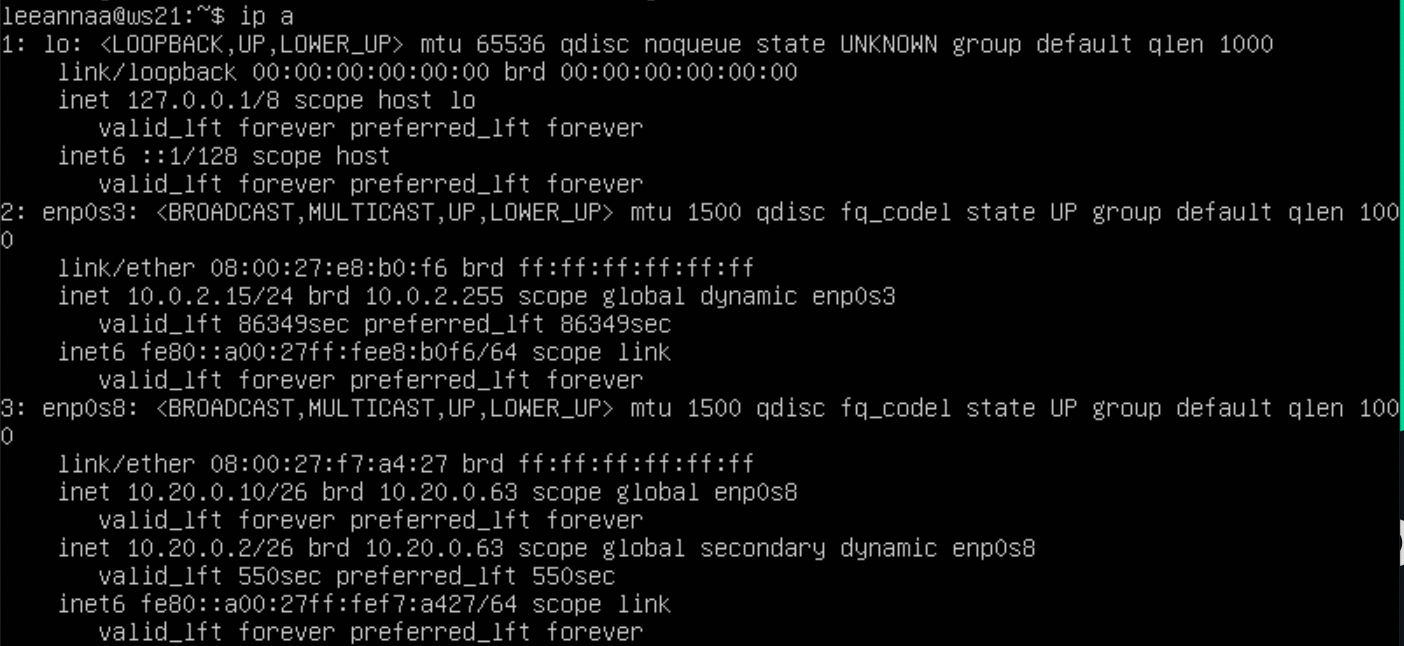 leeannaa@ws21:~$ ip a
1: lo: <LOOPBACK,UP,LOWER_UP> mtu 65536 qdisc noqueue state UNKNOWN group default qlen 1000
    link/loopback 00:00:00:00:00:00 brd 00:00:00:00:00:00
    inet 127.0.0.1/8 scope host lo
       valid_lft forever preferred_lft forever
    inet6 ::1/128 scope host
       valid_lft forever preferred_lft forever
2: enp0s3: <BROADCAST,MULTICAST,UP,LOWER_UP> mtu 1500 qdisc fq_codel state UP group default qlen 100
0
    link/ether 08:00:27:e8:b0:f6 brd ff:ff:ff:ff:ff:ff
    inet 10.0.2.15/24 brd 10.0.2.255 scope global dynamic enp0s3
       valid_lft 86349sec preferred_lft 86349sec
    inet6 fe80::a00:27ff:fee8:b0f6/64 scope link
       valid_lft forever preferred_lft forever
3: enp0s8: <BROADCAST,MULTICAST,UP,LOWER_UP> mtu 1500 qdisc fq_codel state UP group default qlen 100
0
    link/ether 08:00:27:f7:a4:27 brd ff:ff:ff:ff:ff:ff
    inet 10.20.0.10/26 brd 10.20.0.63 scope global enp0s8
       valid_lft forever preferred_lft forever
    inet 10.20.0.2/26 brd 10.20.0.63 scope global secondary dynamic enp0s8
       valid_lft 550sec preferred_lft 550sec
    inet6 fe80::a00:27ff:fef7:a427/64 scope link
       valid_lft forever preferred_lft forever